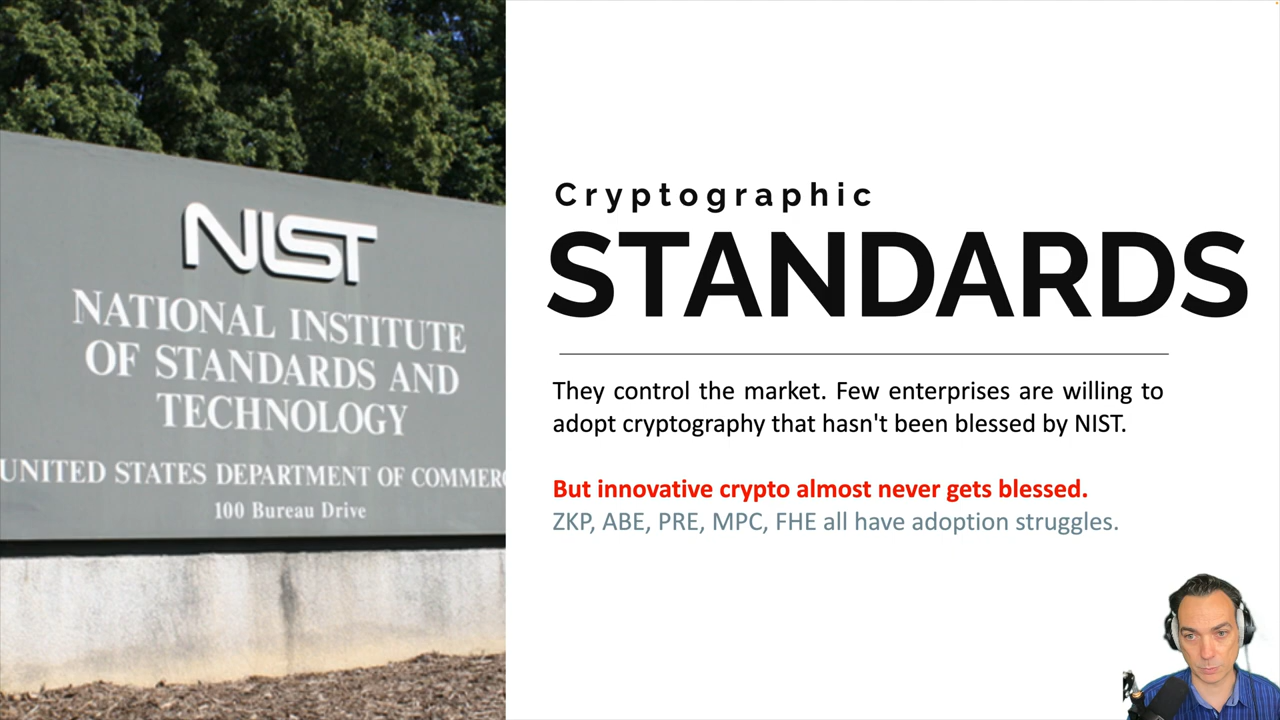 NIST
NATIONAL INSTITUTE
OF STANDARDS AND
TECHNOLOGY
UNITED STATES DEPARTMENT OF COMMERC
100 Bureau Drive
Cryptographic
STANDARDS
They control the market. Few enterprises are willing to
adopt cryptography that hasn't been blessed by NIST.
But innovative crypto almost never gets blessed.
ZKP, ABE, PRE, MPC, FHE all have adoption struggles.